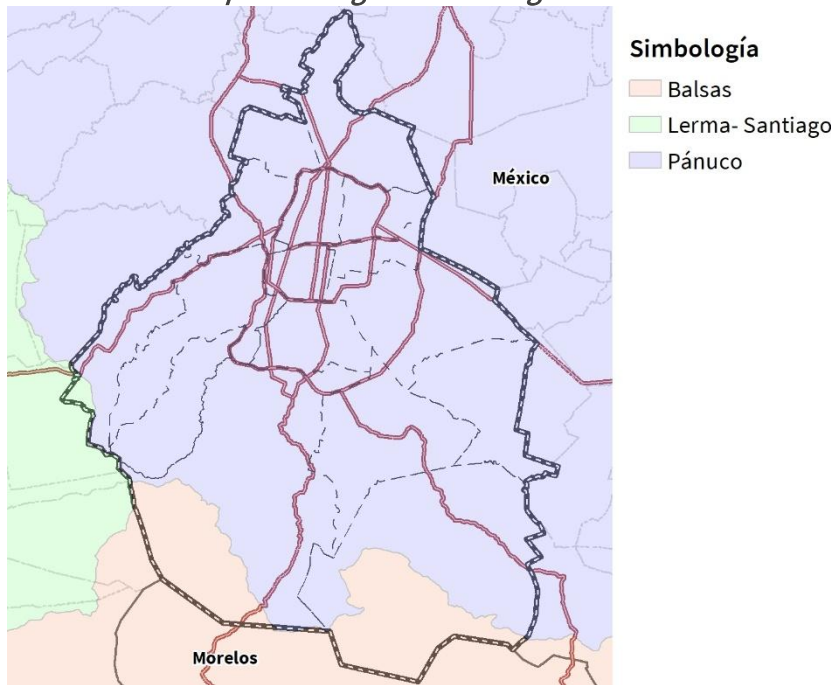 Simbología
Balsas
Lerma- Santiago
Pánuco
México
Morelos